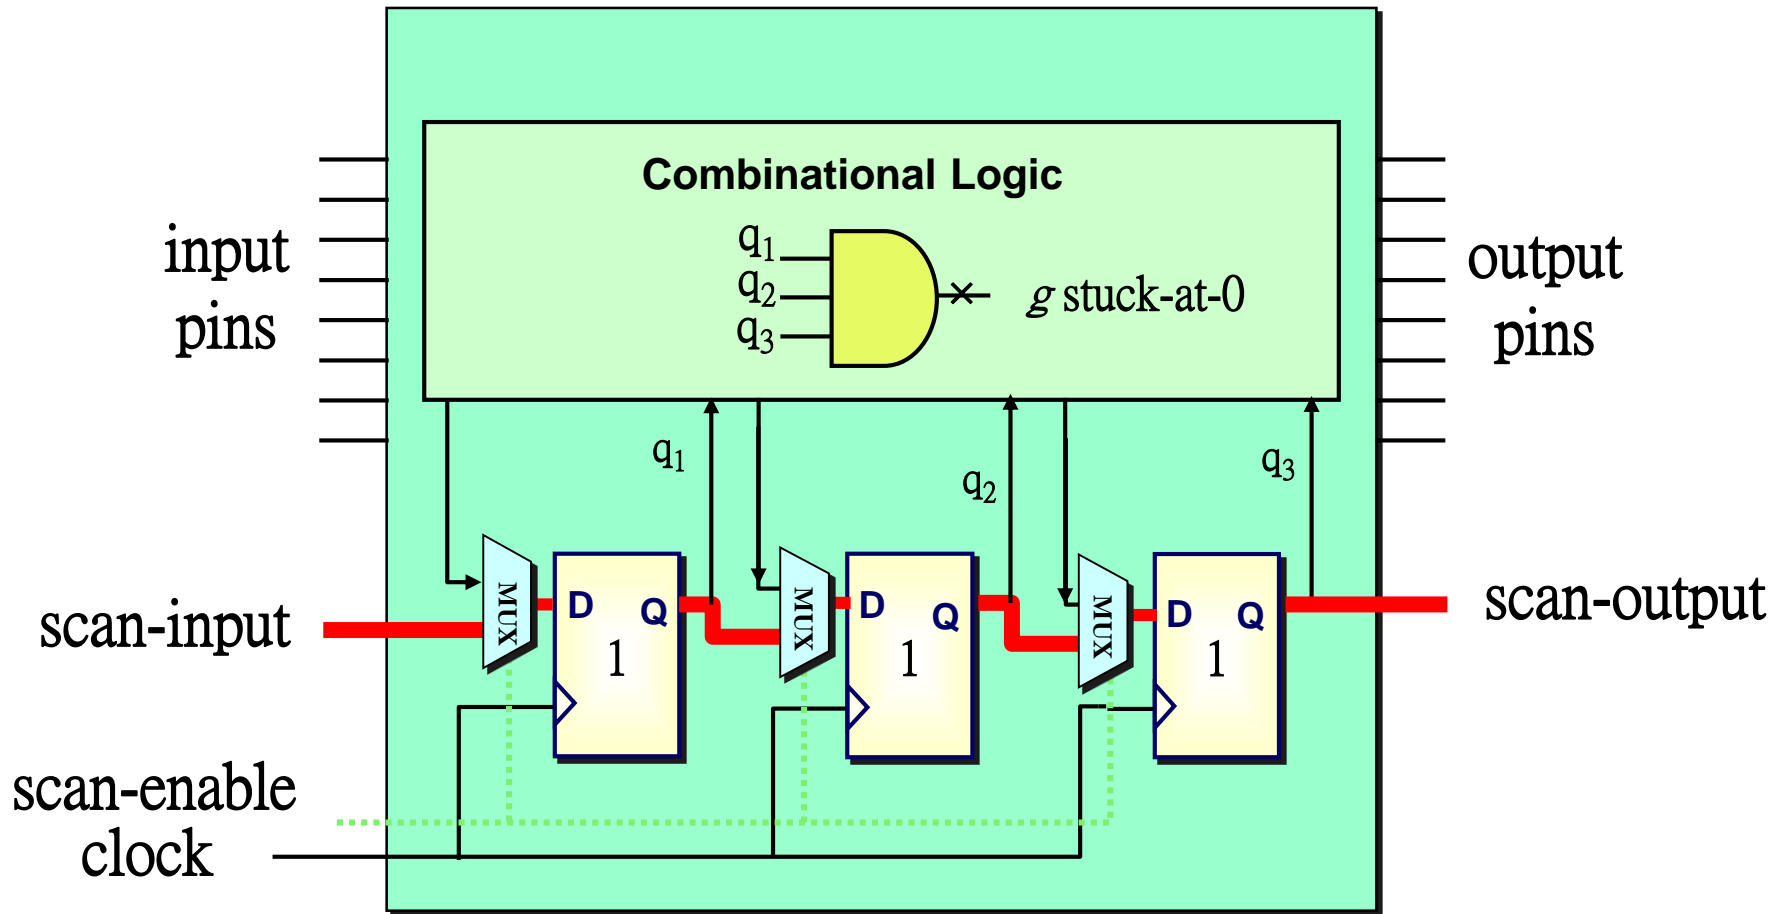 Combinational Logic
q1
q2
q3
g stuck-at-0
input
pins
output
pins
q1
q2
q3
MUX
D
Q
1
MUX
D
Q
1
MUX
D
Q
1
scan-input
scan-output
scan-enable
clock